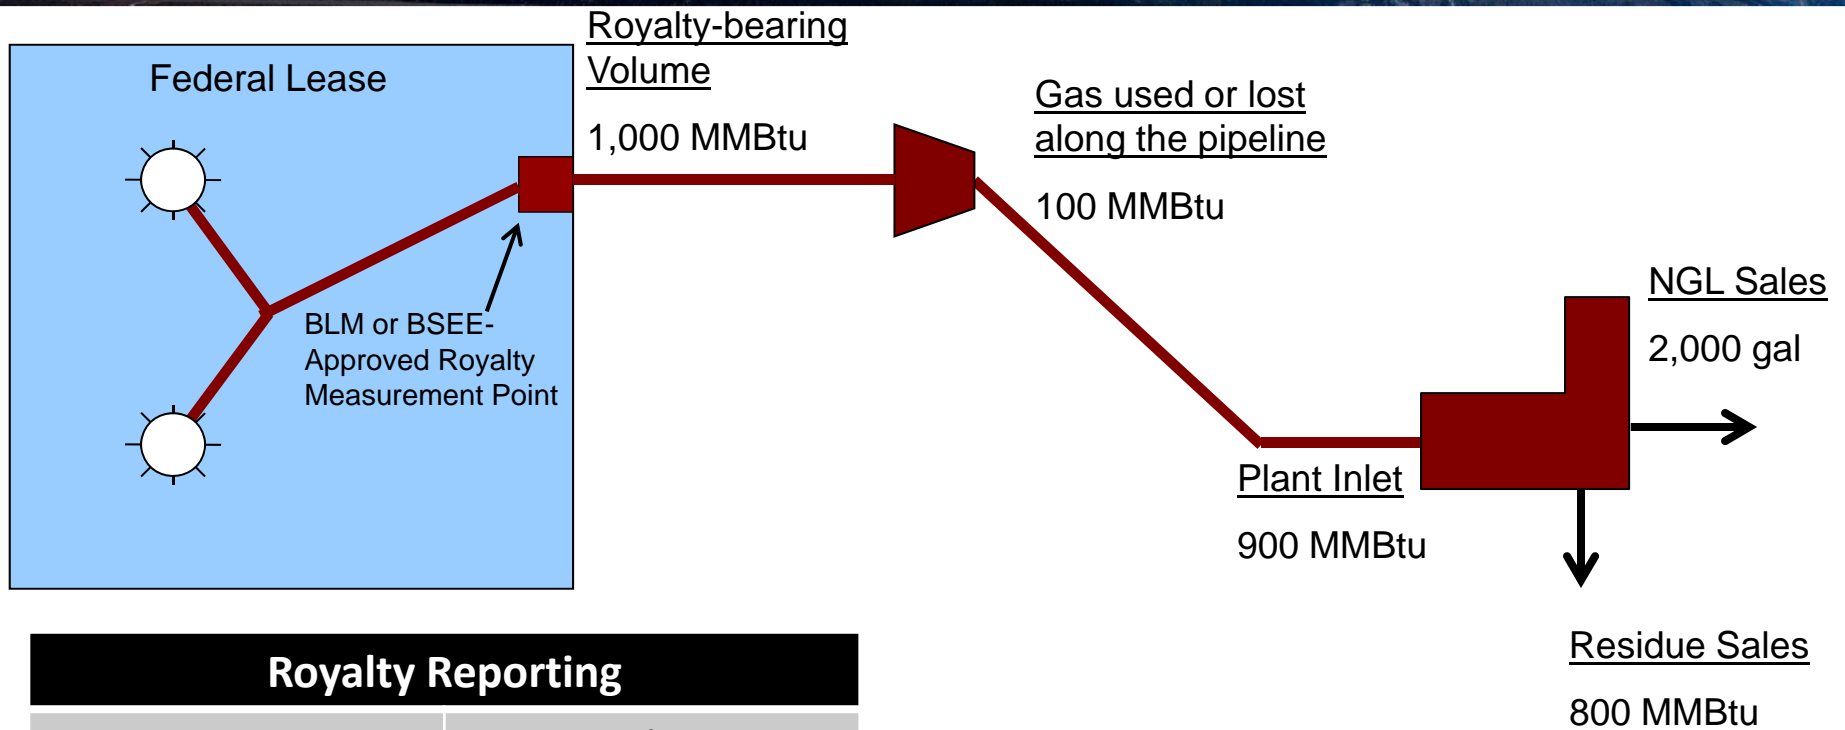 Royalty-bearing
Volume
1,000 MMBtu
Federal Lease
BLM or BSEE-
Approved Royalty
Measurement Point
Gas used or lost
along the pipeline
100 MMBtu
NGL Sales
2,000 gal
Plant Inlet
900 MMBtu
Residue Sales
800 MMBtu
Royalty Reporting